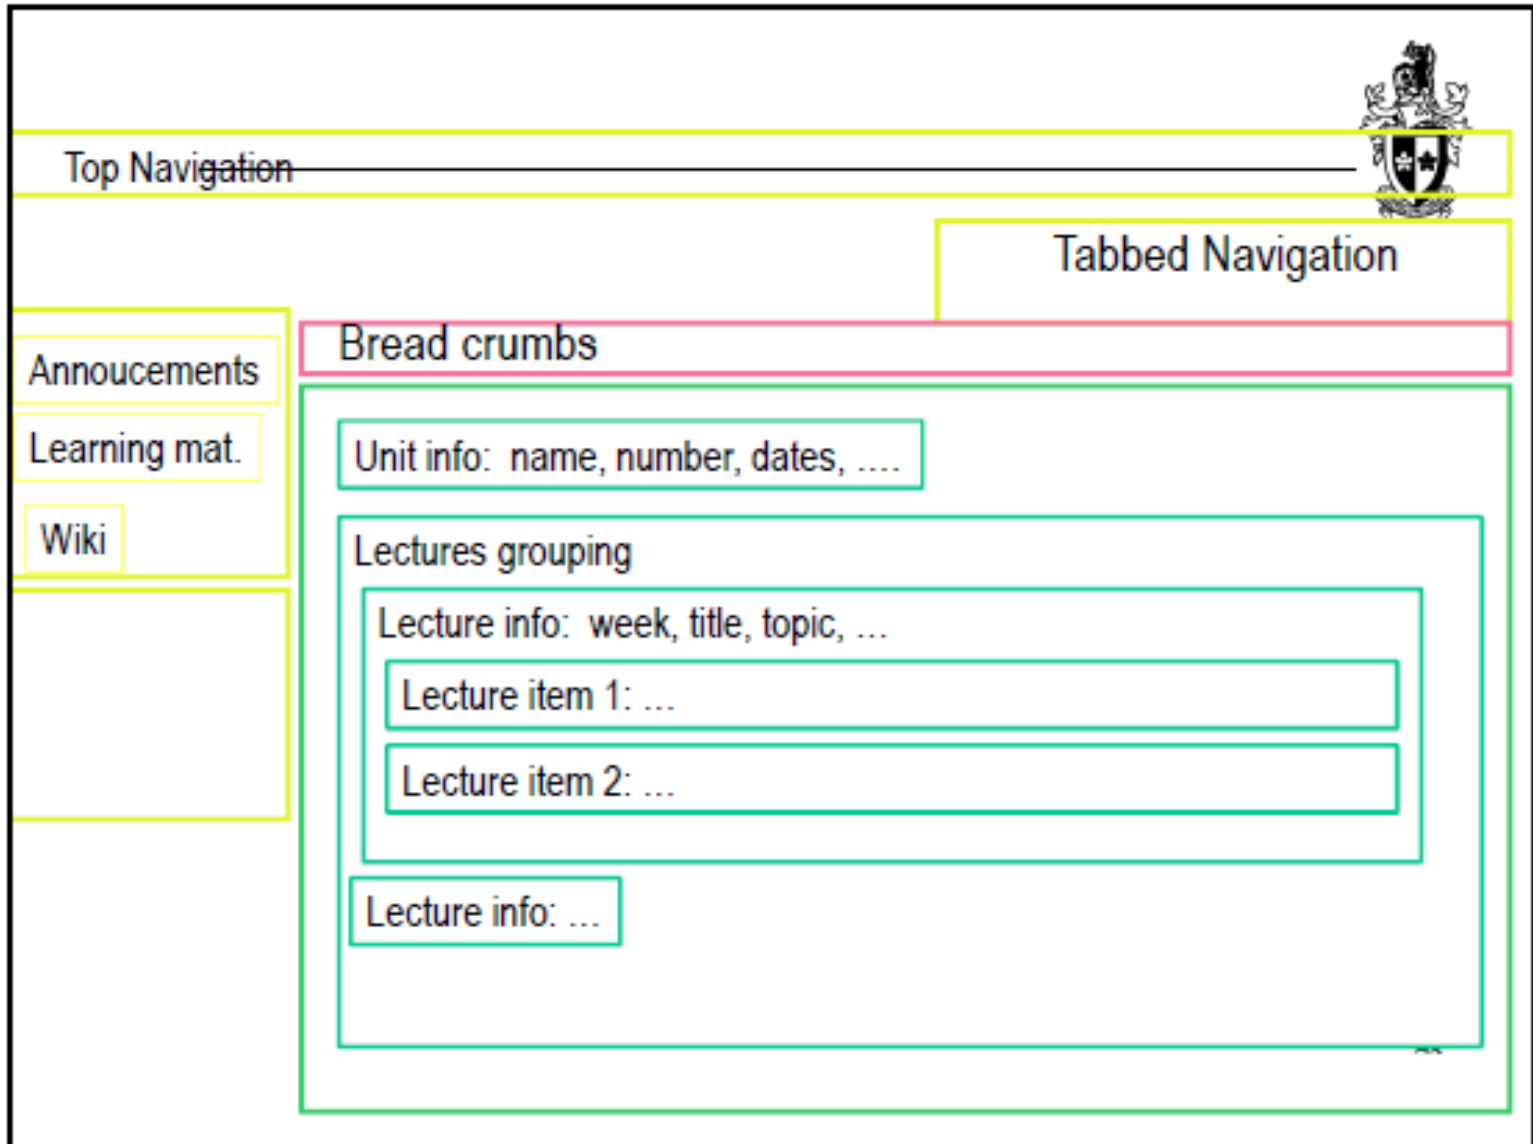 Top Navigation
Tabbed Navigation
Bread crumbs
Annoucements
Learning mat.
Wiki
Unit info: name, number, dates, ....
Lectures grouping
Lecture info: week, title, topic, ...
Lecture item 1: ...
Lecture item 2: ...
Lecture info: ...